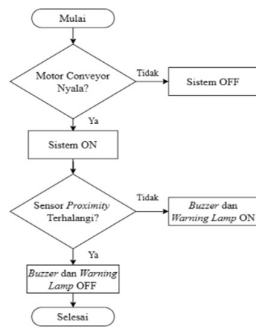 Mulai
Motor Conveyor
Nyala?
Tidak
Sistem OFF
Ya
Sistem ON
Sensor Proximity
Terhalangi?
Tidak
Buzzer dan
Warning Lamp ON
Ya
Buzzer dan Warning
Lamp OFF
Selesai